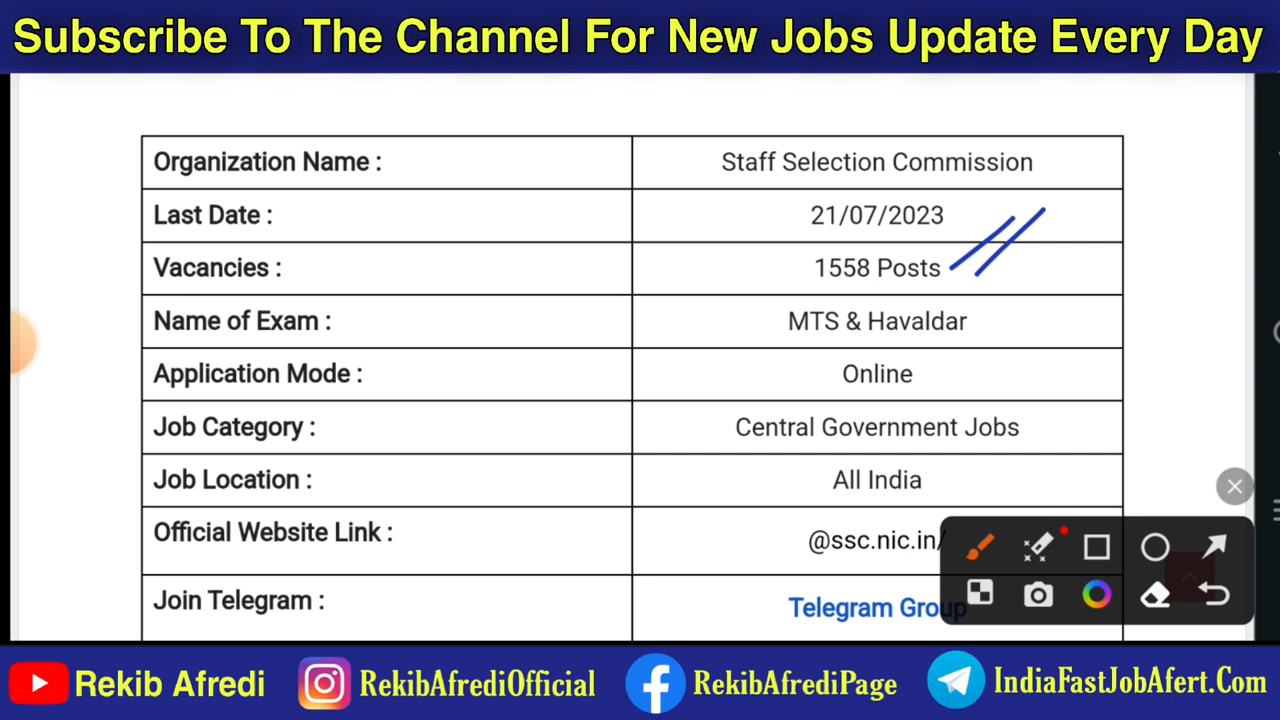 Subscribe To The Channel For New Jobs Update Every Day
Organization Name : Staff Selection Commission
Last Date : 21/07/2023
Vacancies : 1558 Posts
Name of Exam : MTS & Havaldar
Application Mode : Online
Job Category : Central Government Jobs
Job Location : All India
Official Website Link : @ssc.nic.in/
Join Telegram : Telegram Group
Rekib Afredi RekibAfrediOfficial RekibAfrediPage IndiaFastJobAfert.Com